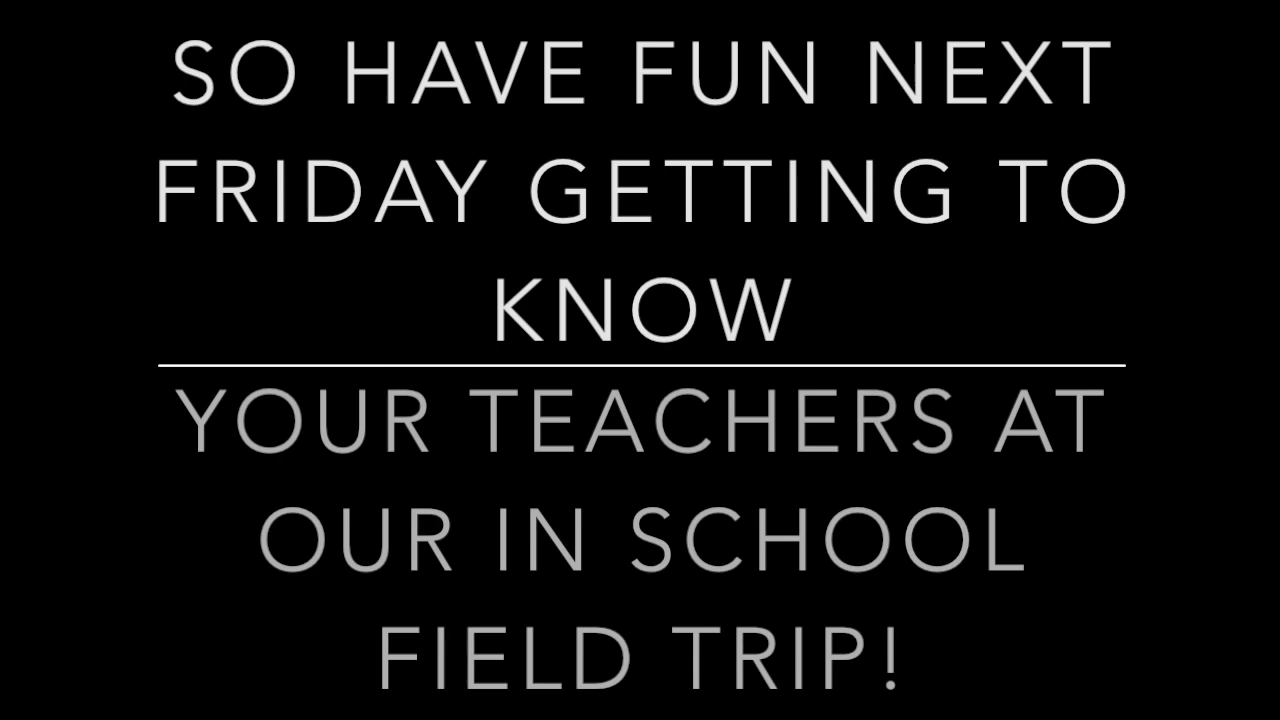 SO HAVE FUN NEXT
FRIDAY GETTING TO
KNOW
YOUR TEACHERS AT
OUR IN SCHOOL
FIELD TRIP!